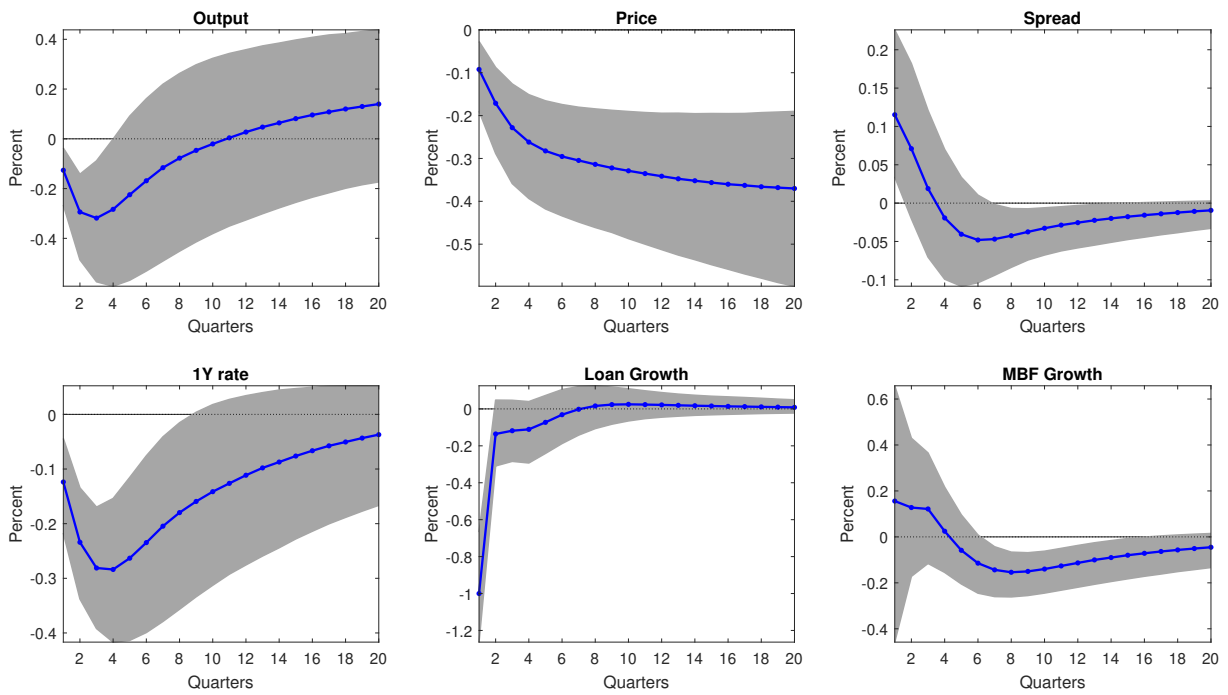 Output
Price
Spread
0.4
0.2
0
-0.2
-0.4
Percent
2 4 6 8 10 12 14 16 18 20
Quarters
0
-0.1
-0.2
-0.3
-0.4
-0.5
Percent
2 4 6 8 10 12 14 16 18 20
Quarters
0.2
0.15
0.1
0.05
0
-0.05
-0.1
Percent
2 4 6 8 10 12 14 16 18 20
Quarters
1Y rate
Loan Growth
MBF Growth
0
-0.1
-0.2
-0.3
-0.4
Percent
2 4 6 8 10 12 14 16 18 20
Quarters
0
-0.2
-0.4
-0.6
-0.8
-1
-1.2
Percent
2 4 6 8 10 12 14 16 18 20
Quarters
0.6
0.4
0.2
0
-0.2
-0.4
Percent
2 4 6 8 10 12 14 16 18 20
Quarters